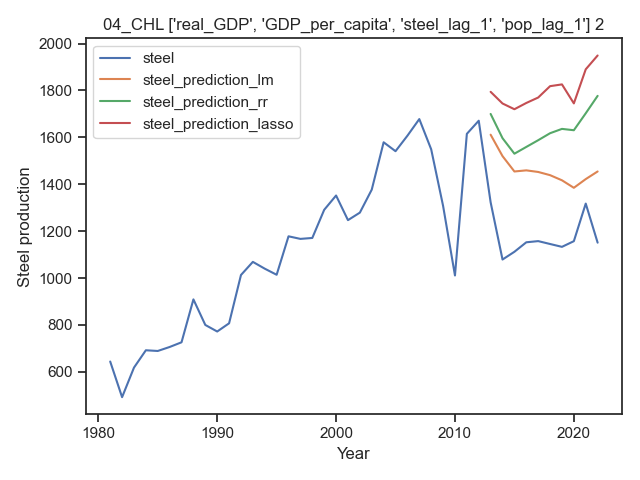 04_CHL ['real_GDP', 'GDP_per_capita', 'steel_lag_1', 'pop_lag_1'] 2
2000
1800
1600
1400
1200
1000
800
600
Steel production
steel
steel_prediction_lm
steel_prediction_rr
steel_prediction_lasso
1980 1990 2000 2010 2020
Year